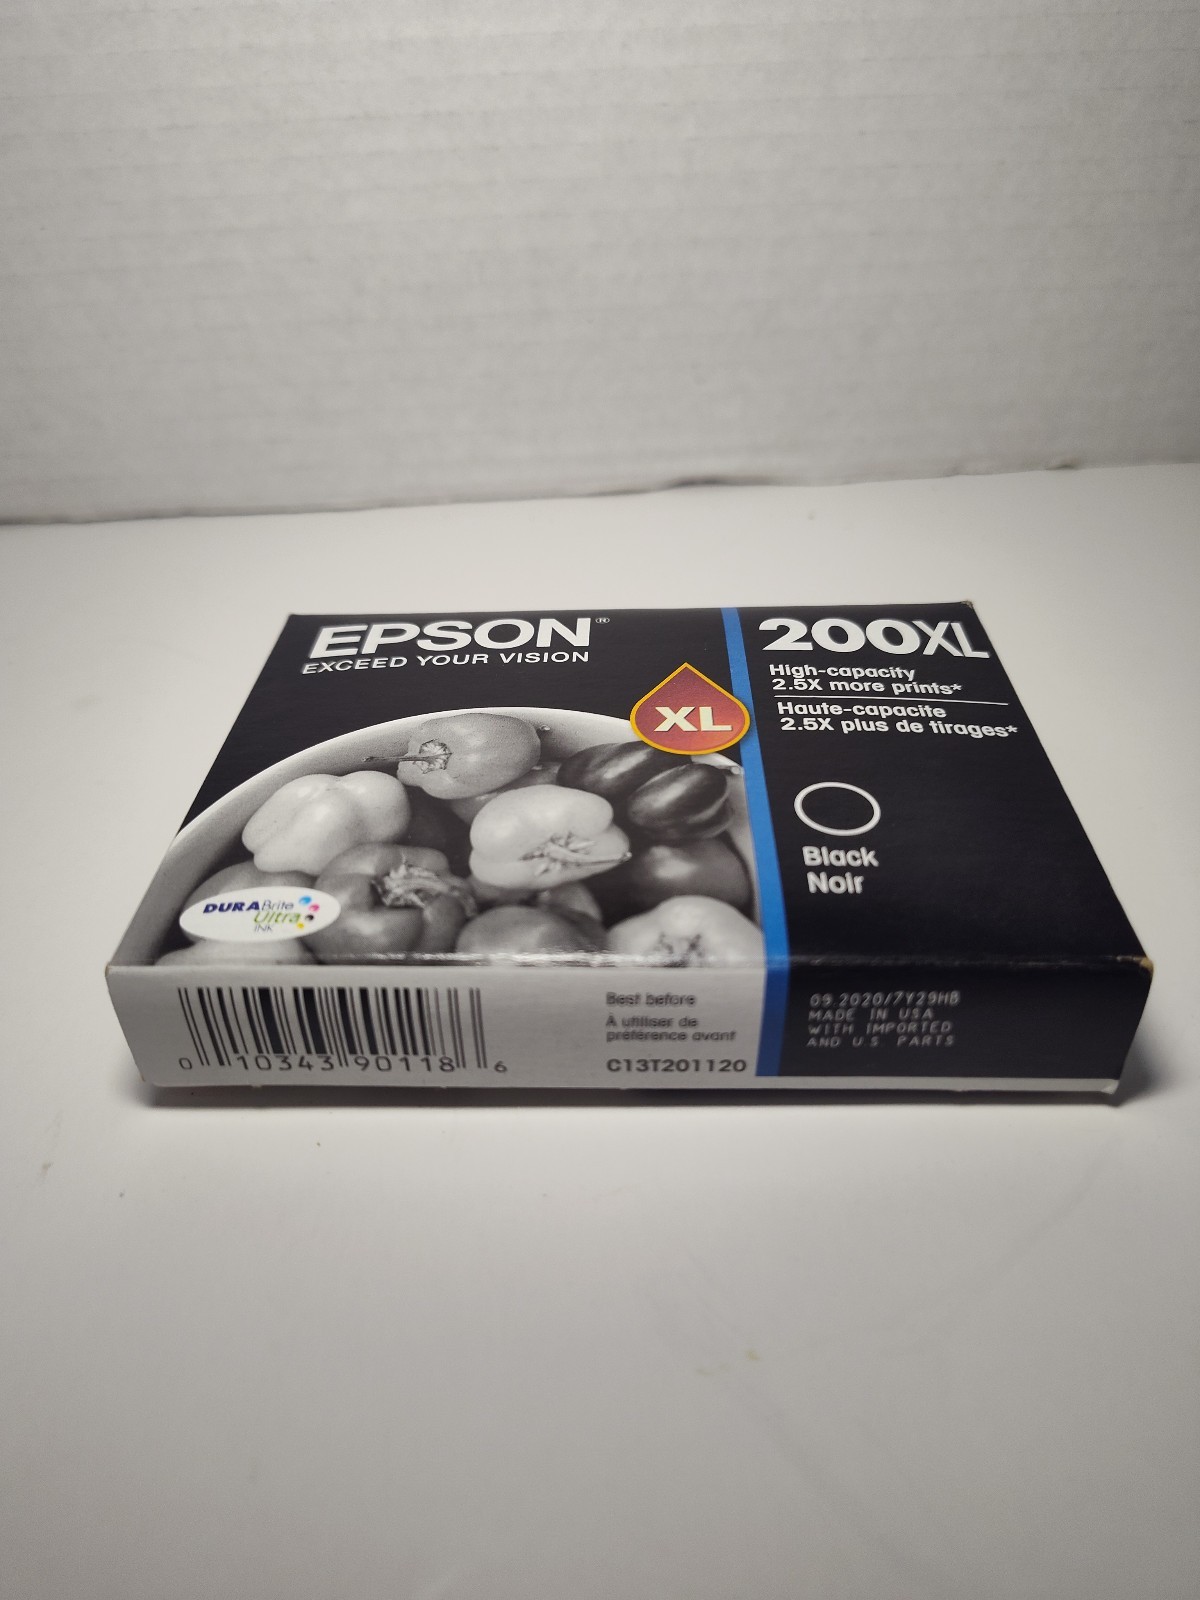 EPSON®
EXCEED YOUR VISION
XL
200XL
High-capacity
2.5X more prints*
Haute-capacite
2.5X plus de tirages*
Black
Noir
DURABrite
Ultra
INK
0 10343 90118 6
Best before
À utiliser de
préférence avant
C13T201120
09.2020/7Y29HB
MADE IN USA
WITH IMPORTED
AND U.S. PARTS